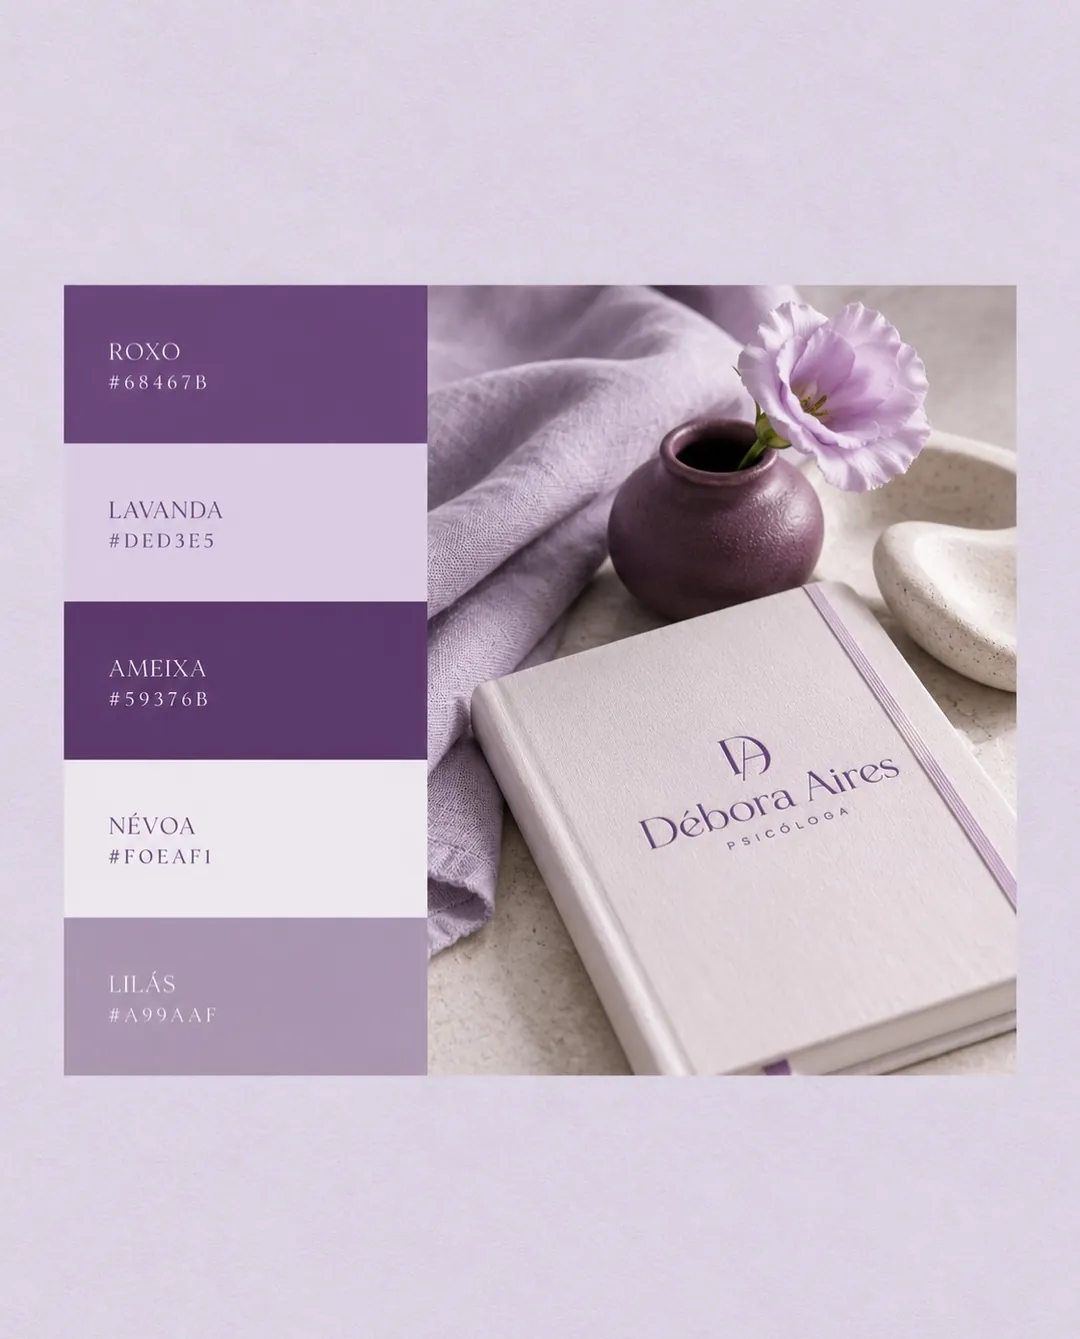 ROXO
#68467B
LAVANDA
#DED3E5
AMEIXA
#59376B
NÉVOA
#F0EAF1
LILÁS
#A99AAF
DA
Débora Aires
PSICÓLOGA